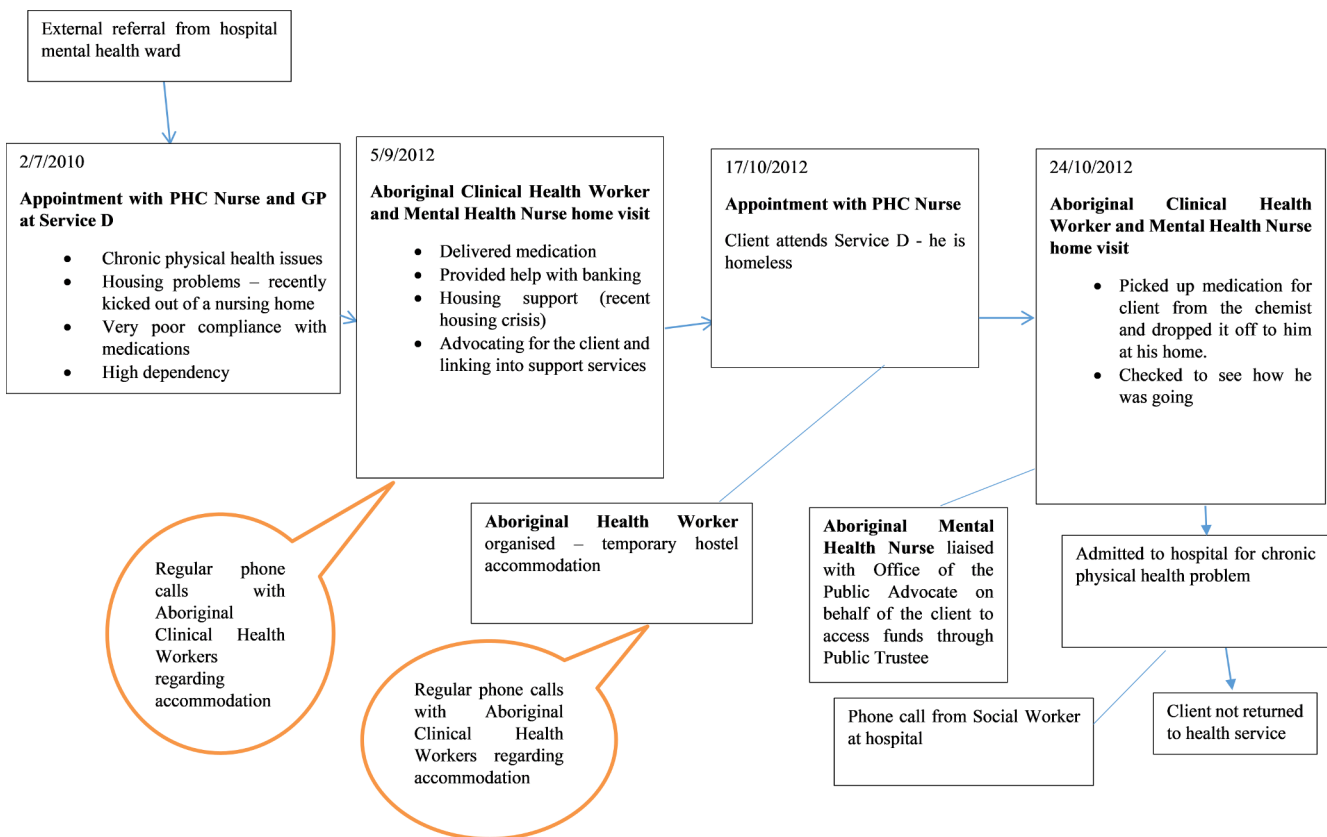 External referral from hospital
mental health ward
2/7/2010
Appointment with PHC Nurse and GP
at Service D
• Chronic physical health issues
• Housing problems – recently
kicked out of a nursing home
• Very poor compliance with
medications
• High dependency
5/9/2012
Aboriginal Clinical Health Worker
and Mental Health Nurse home visit
• Delivered medication
• Provided help with banking
• Housing support (recent
housing crisis)
• Advocating for the client and
linking into support services
17/10/2012
Appointment with PHC Nurse
Client attends Service D - he is
homeless
24/10/2012
Aboriginal Clinical Health
Worker and Mental Health Nurse
home visit
• Picked up medication for
client from the chemist
and dropped it off to him
at his home.
• Checked to see how he
was going
Regular phone
calls with
Aboriginal
Clinical Health
Workers
regarding
accommodation
Aboriginal Health Worker
organised – temporary hostel
accommodation
Regular phone calls
with Aboriginal
Clinical Health
Workers regarding
accommodation
Aboriginal Mental
Health Nurse liaised
with Office of the
Public Advocate on
behalf of the client to
access funds through
Public Trustee
Admitted to hospital for chronic
physical health problem
Phone call from Social Worker
at hospital
Client not returned
to health service